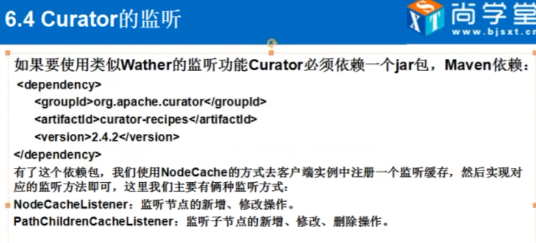 6.4 Curator的监听
尚学堂
www.bjsxt.com
如果要使用类似Wather的监听功能Curator必须依赖一个jar包，Maven依赖：
<dependency>
<groupId>org.apache.curator</groupId>
<artifactId>curator-recipes</artifactId>
<version>2.4.2</version>
</dependency>
有了这个依赖包，我们使用NodeCache的方式去客户端实例中注册一个监听缓存，然后实现对
应的监听方法即可，这里我们主要有俩种监听方式：
NodeCacheListener：监听节点的新增、修改操作。
PathChildrenCacheListener：监听子节点的新增、修改、删除操作。